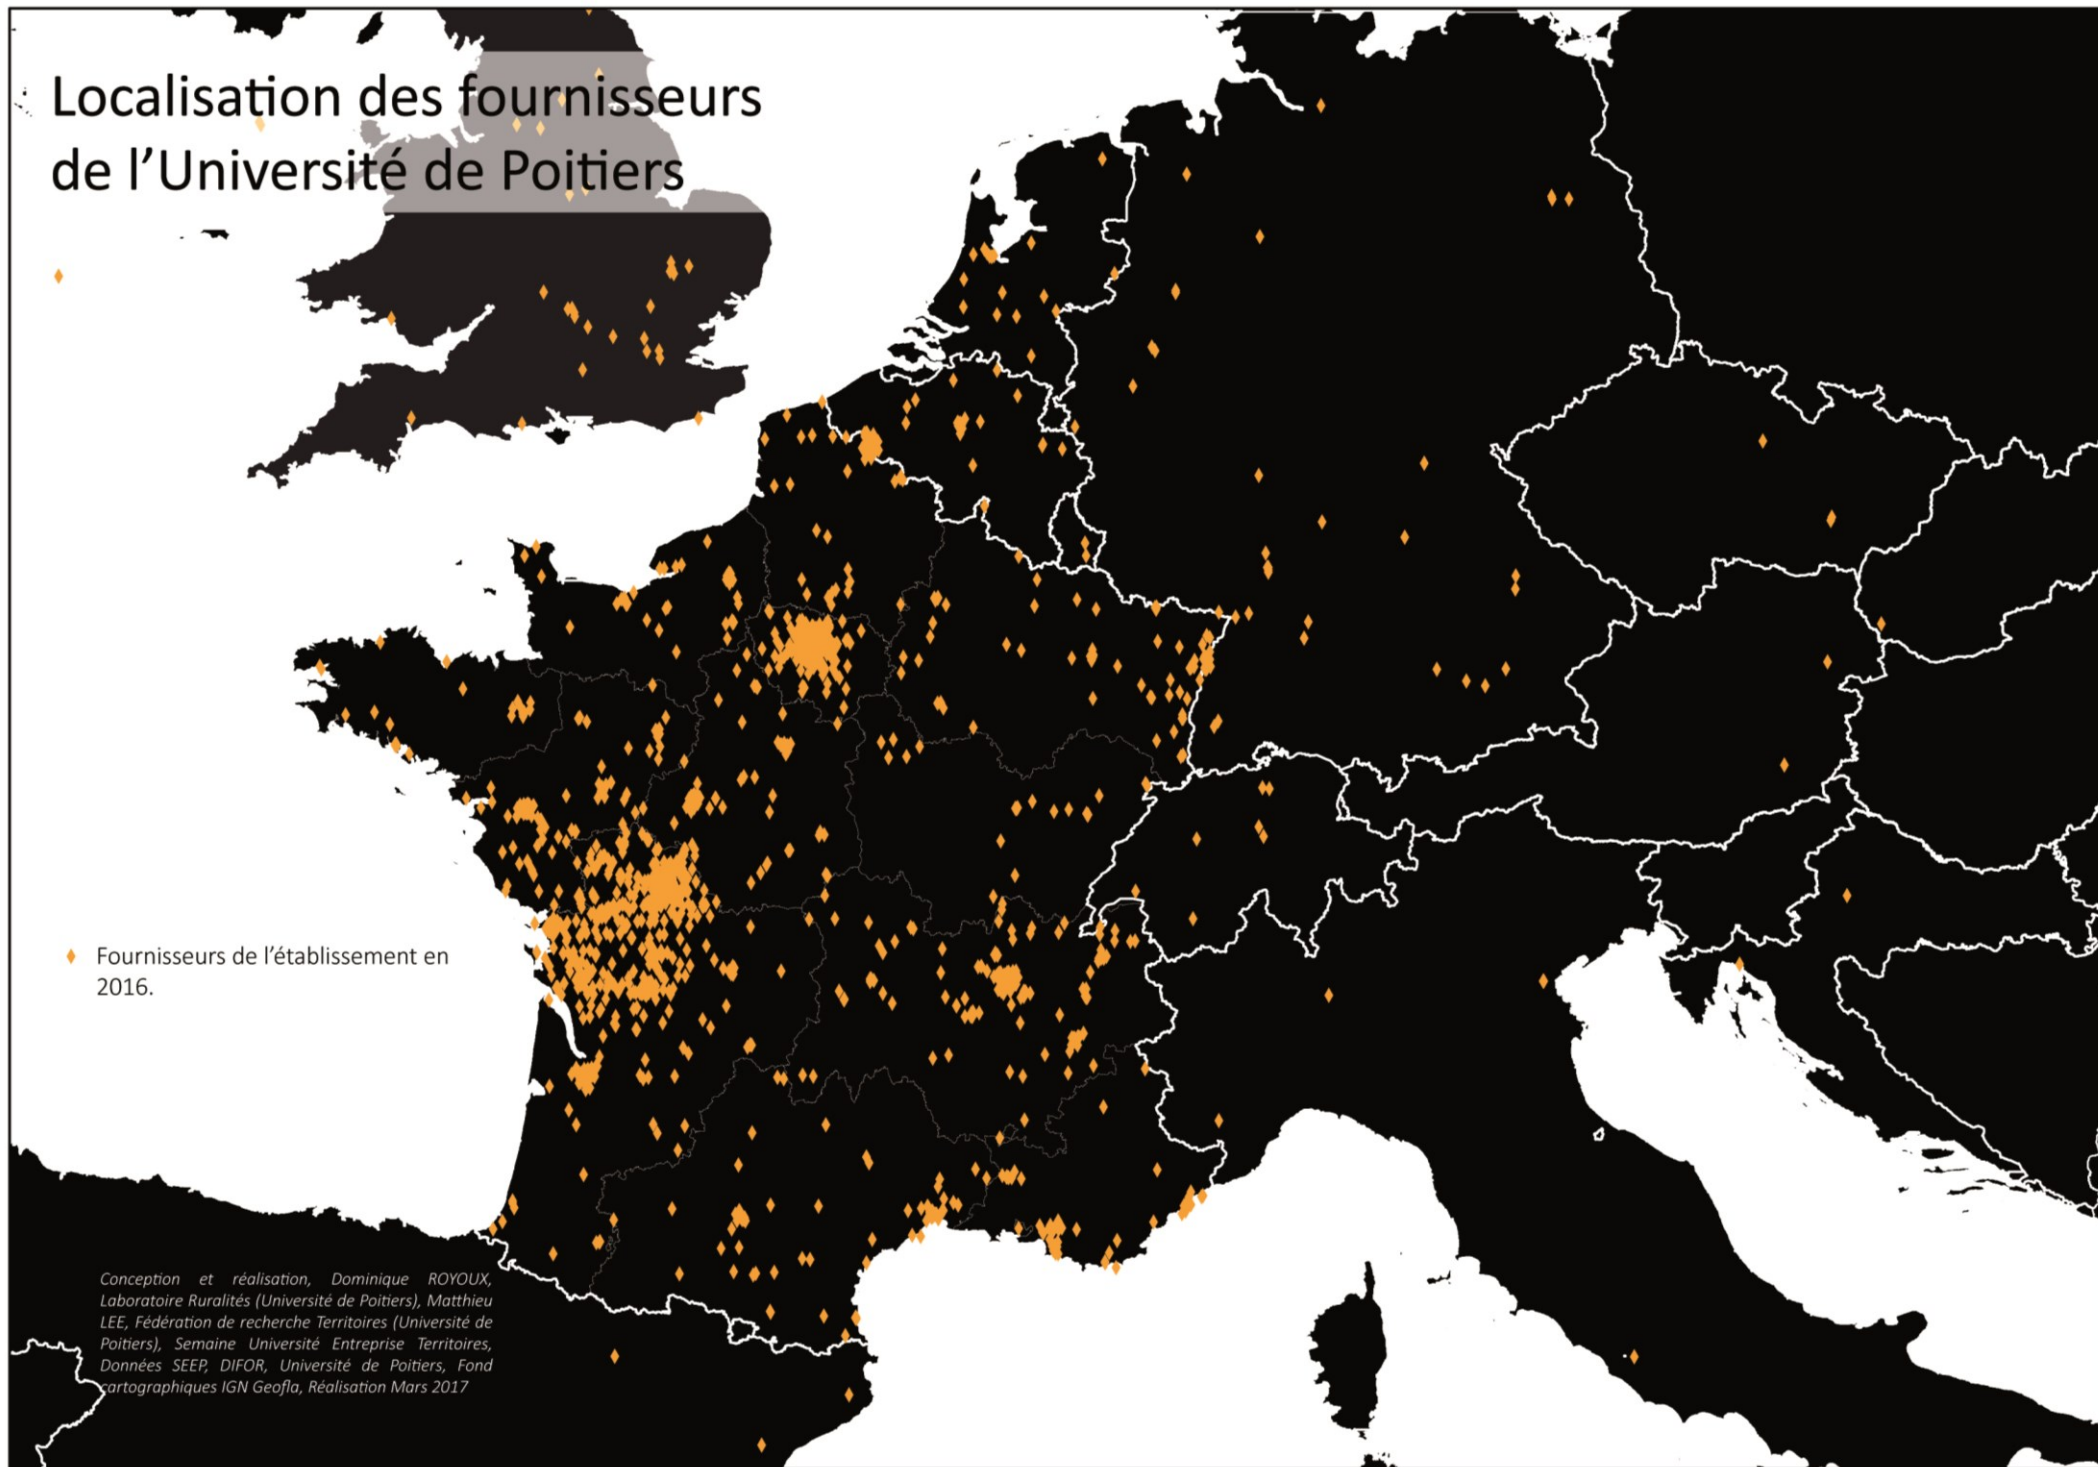 Localisation des fournisseurs
de l'Université de Poitiers
Fournisseurs de l'établissement en
2016.
Conception et réalisation, Dominique ROYOUX,
Laboratoire Ruralités (Université de Poitiers), Matthieu
LEE, Fédération de recherche Territoires (Université de
Poitiers), Semaine Université Entreprise Territoires,
Données SEEP, DIFOR, Université de Poitiers, Fond
cartographiques IGN Geofla, Réalisation Mars 2017